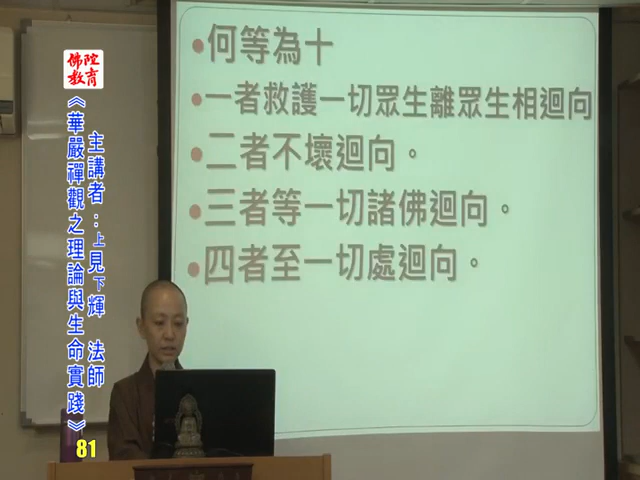 佛陀
教育
《華嚴禪觀之理論與生命實踐》
主講者：上見下輝 法師
81
•何等為十
•一者救護一切眾生離眾生相迴向
•二者不壞迴向。
•三者等一切諸佛迴向。
•四者至一切處迴向。